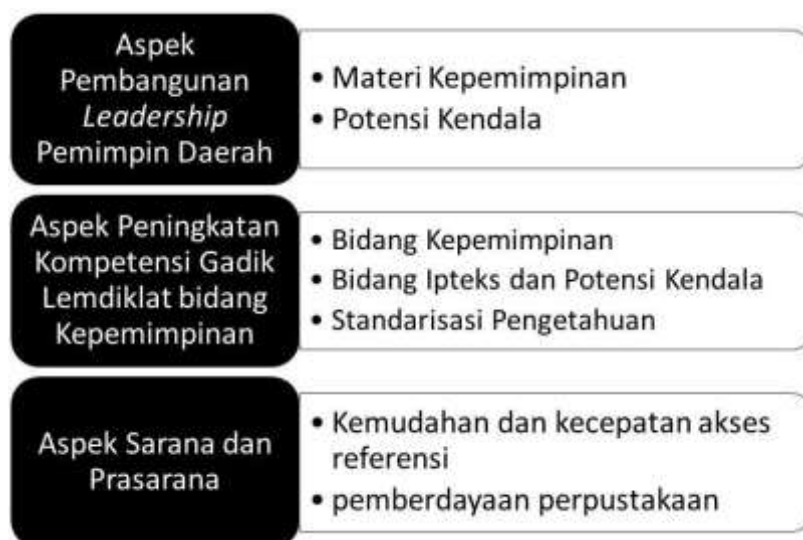 Aspek
Pembangunan
Leadership
Pemimpin Daerah
• Materi Kepemimpinan
• Potensi Kendala
Aspek Peningkatan
Kompetensi Gadik
Lemdiklat bidang
Kepemimpinan
• Bidang Kepemimpinan
• Bidang Ipteks dan Potensi Kendala
• Standarisasi Pengetahuan
Aspek Sarana dan
Prasarana
• Kemudahan dan kecepatan akses
referensi
• pemberdayaan perpustakaan